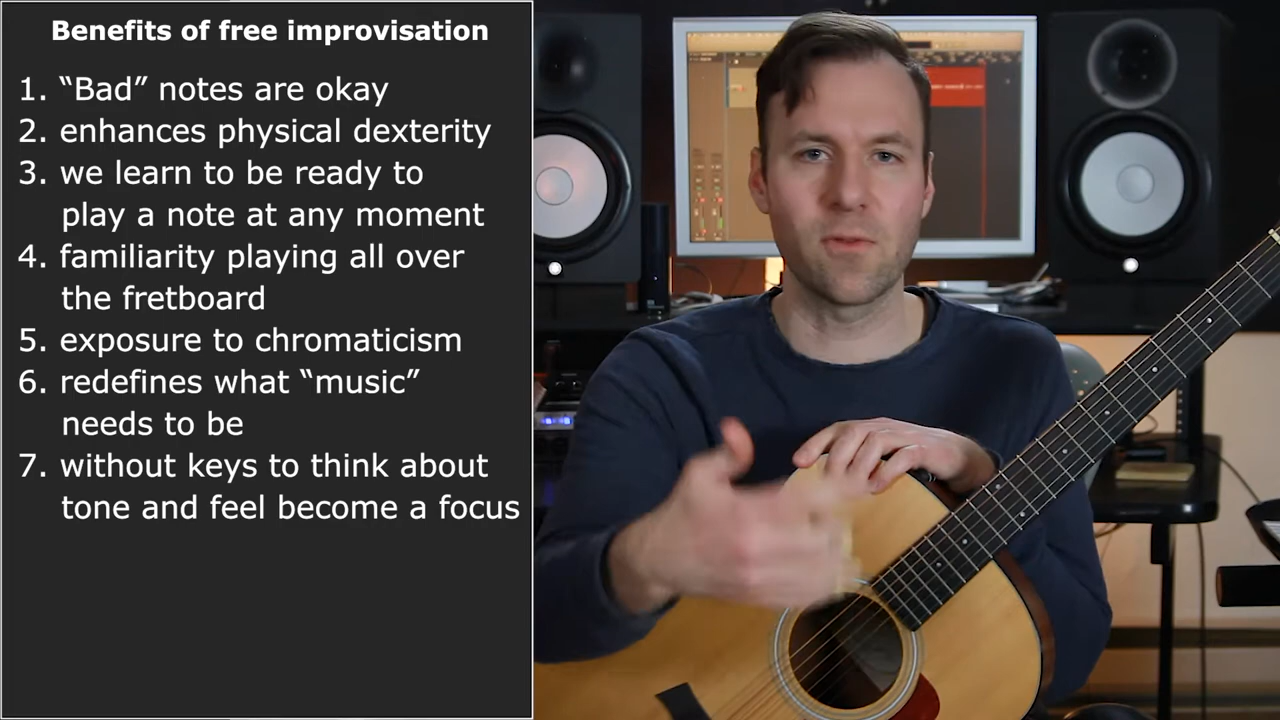 Benefits of free improvisation
1. “Bad” notes are okay
2. enhances physical dexterity
3. we learn to be ready to
play a note at any moment
4. familiarity playing all over
the fretboard
5. exposure to chromaticism
6. redefines what “music”
needs to be
7. without keys to think about
tone and feel become a focus